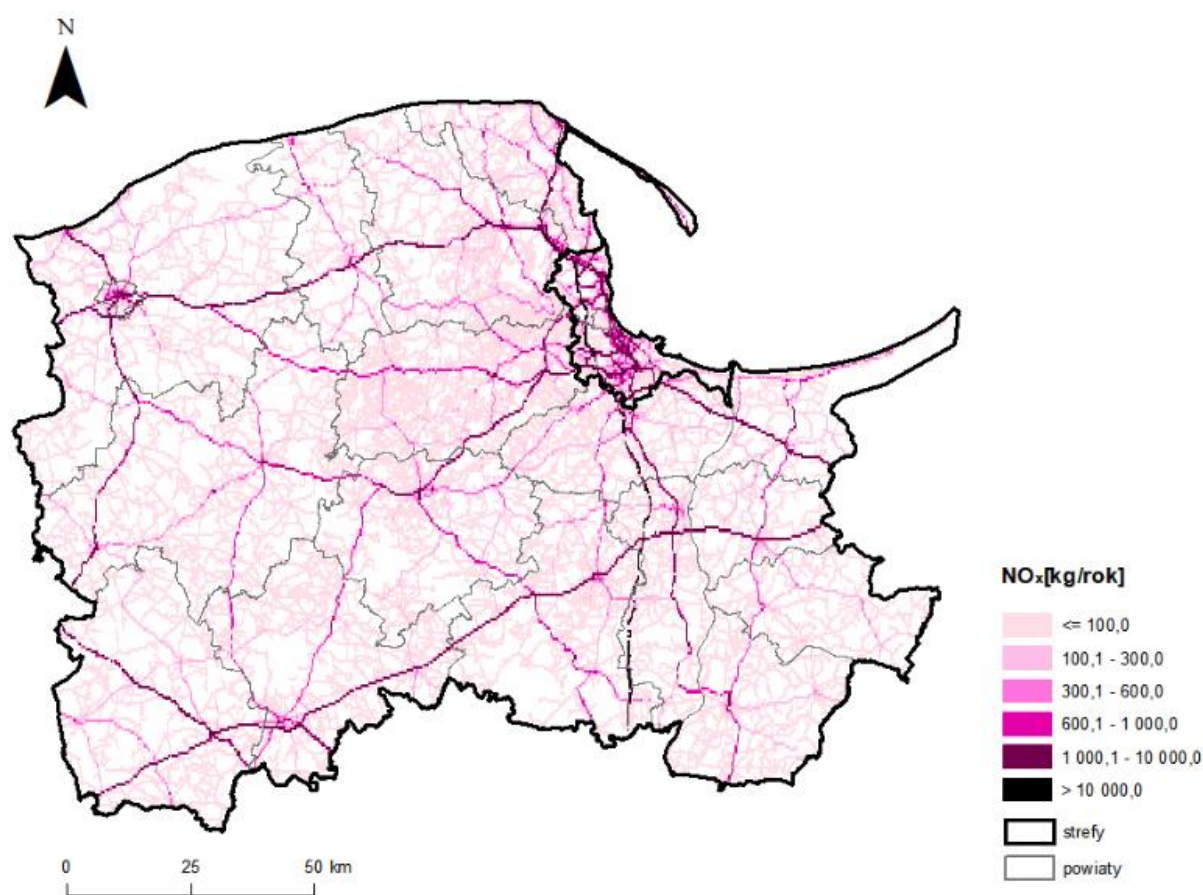 N
NOₓ[kg/rok]
<= 100,0
100,1 - 300,0
300,1 - 600,0
600,1 - 1 000,0
1 000,1 - 10 000,0
> 10 000,0
strefy
powiaty
0 25 50 km